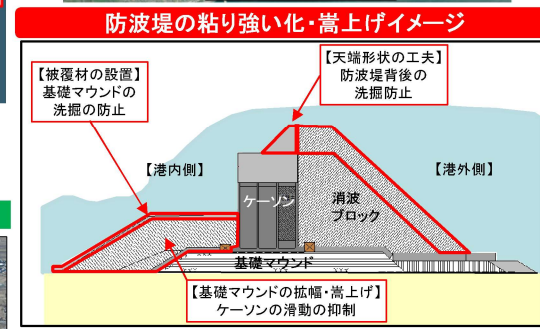 防波堤の粘り強い化・嵩上げイメージ
【天端形状の工夫】
防波堤背後の
洗掘防止
【被覆材の設置】
基礎マウンドの
洗掘の防止
【港内側】
【港外側】
ケーソン
消波
ブロック
基礎マウンド
【基礎マウンドの拡幅・嵩上げ】
ケーソンの滑動の抑制